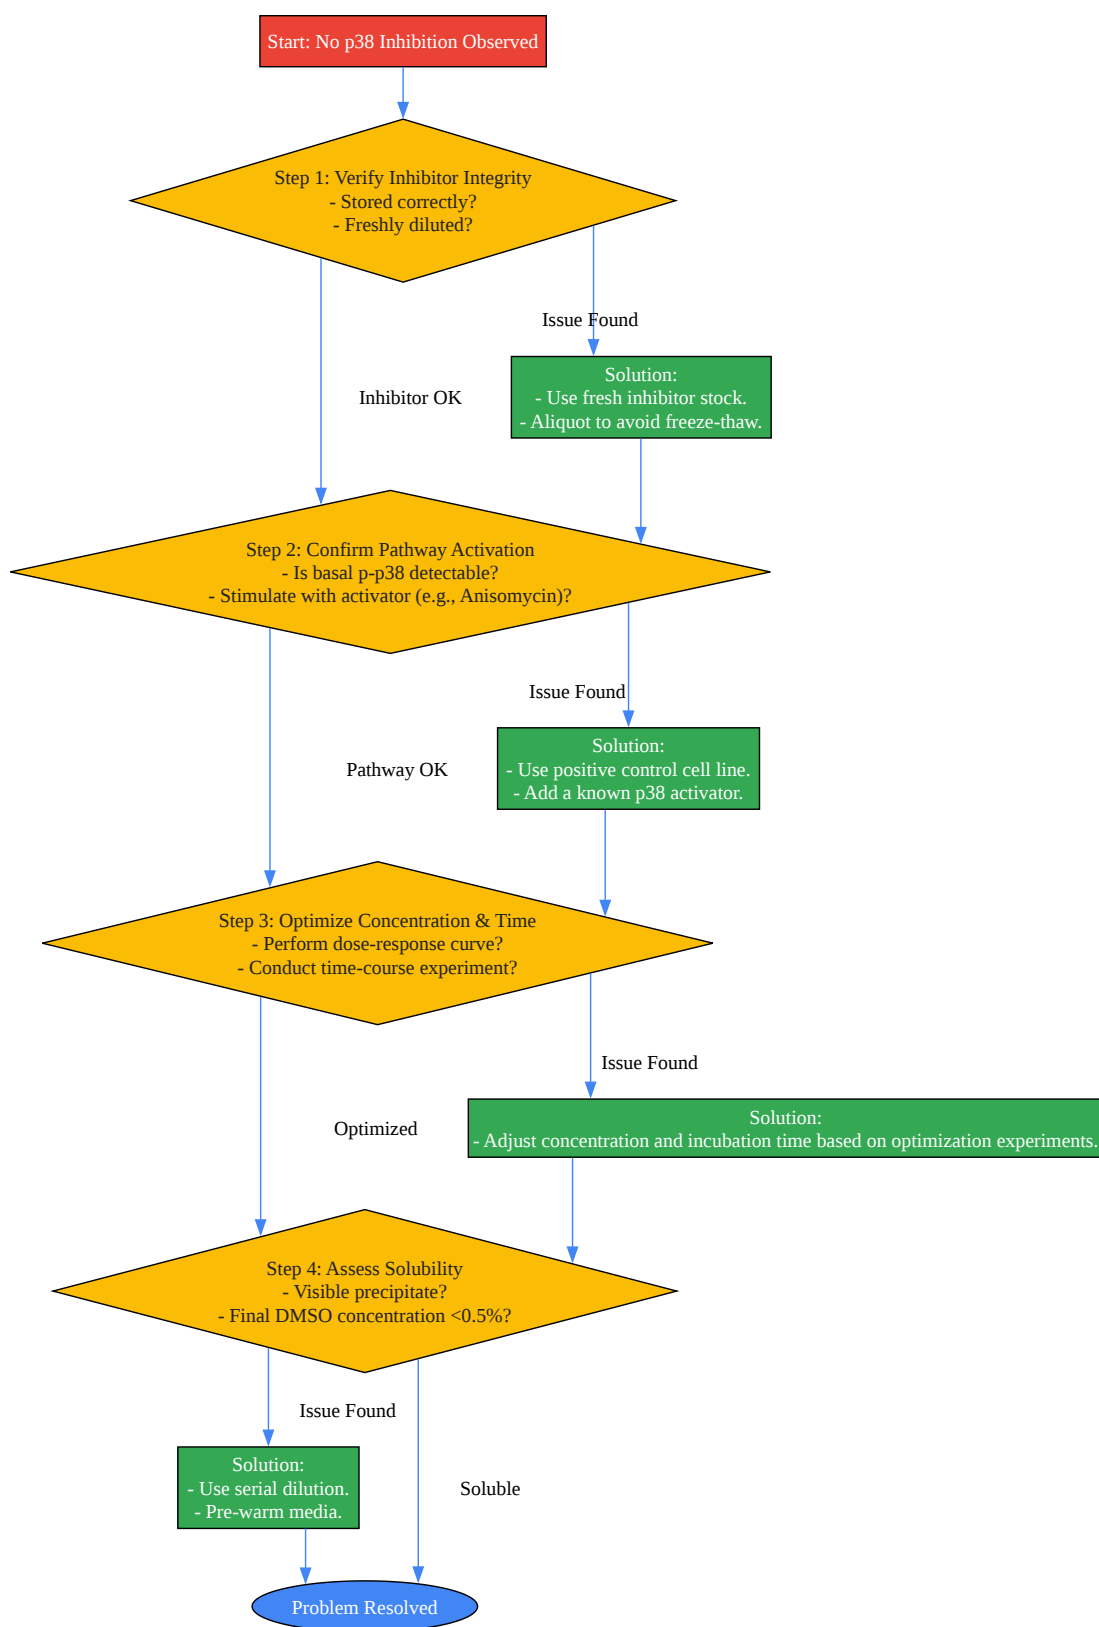 Start: No p38 Inhibition Observed
Step 1: Verify Inhibitor Integrity
- Stored correctly?
- Freshly diluted?
Issue Found
Inhibitor OK
Solution:
- Use fresh inhibitor stock.
- Aliquot to avoid freeze-thaw.
Step 2: Confirm Pathway Activation
- Is basal p-p38 detectable?
- Stimulate with activator (e.g., Anisomycin)?
Issue Found
Pathway OK
Solution:
- Use positive control cell line.
- Add a known p38 activator.
Step 3: Optimize Concentration & Time
- Perform dose-response curve?
- Conduct time-course experiment?
Issue Found
Optimized
Solution:
- Adjust concentration and incubation time based on optimization experiments.
Step 4: Assess Solubility
- Visible precipitate?
- Final DMSO concentration <0.5%?
Issue Found
Solution:
- Use serial dilution.
- Pre-warm media.
Soluble
Problem Resolved